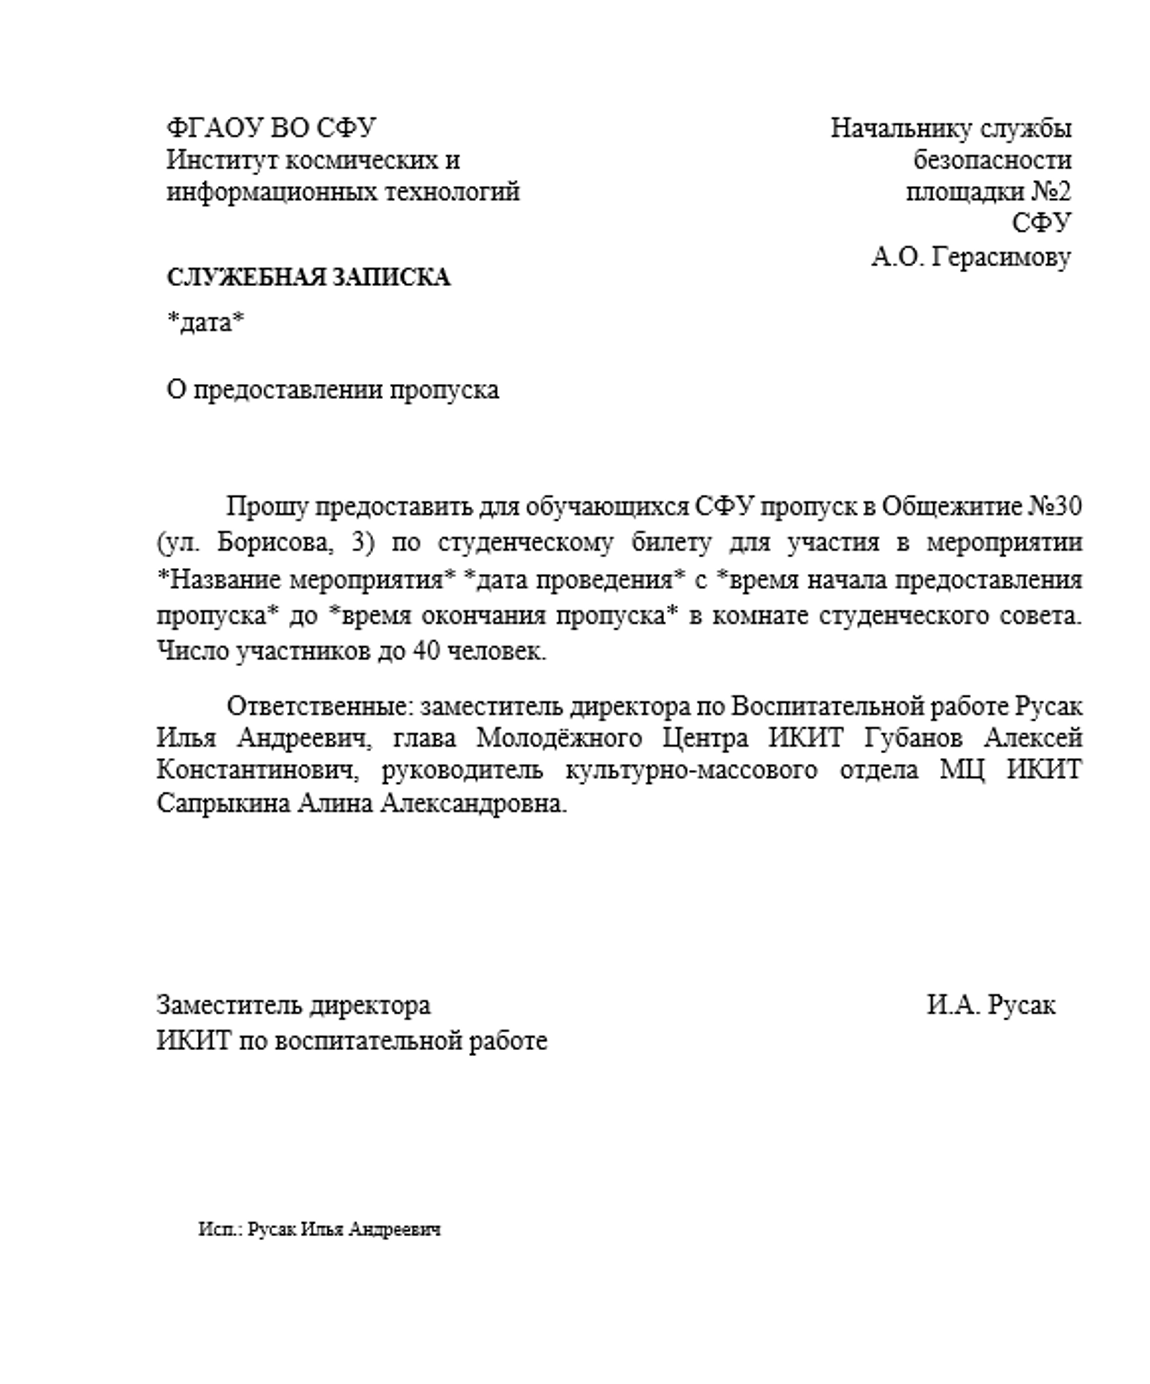 ФГАОУ ВО СФУ
Институт космических и
информационных технологий
Начальнику службы
безопасности
площадки №2
СФУ
А.О. Герасимову
СЛУЖЕБНАЯ ЗАПИСКА
*дата*
О предоставлении пропуска
Прошу предоставить для обучающихся СФУ пропуск в Общежитие №30
(ул. Борисова, 3) по студенческому билету для участия в мероприятии
*Название мероприятия* *дата проведения* с *время начала предоставления
пропуска* до *время окончания пропуска* в комнате студенческого совета.
Число участников до 40 человек.
Ответственные: заместитель директора по Воспитательной работе Русак
Илья Андреевич, глава Молодёжного Центра ИКИТ Губанов Алексей
Константинович, руководитель культурно-массового отдела МЦ ИКИТ
Сапрыкина Алина Александровна.
Заместитель директора
ИКИТ по воспитательной работе
И.А. Русак
Исп.: Русак Илья Андреевич